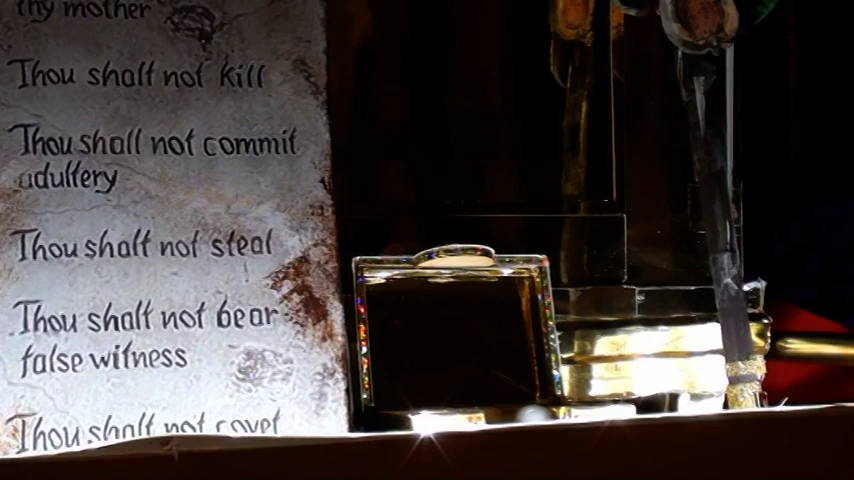 thy mother
Thou shalt not kill
Thou shall not commit
adultery
Thou shalt not steal
Thou shalt not bear
false witness
Thou shalt not covet